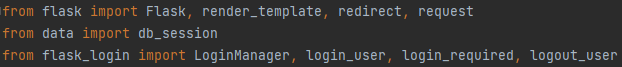 from flask import Flask, render_template, redirect, request
from data import db_session
from flask_login import LoginManager, login_user, login_required, logout_user